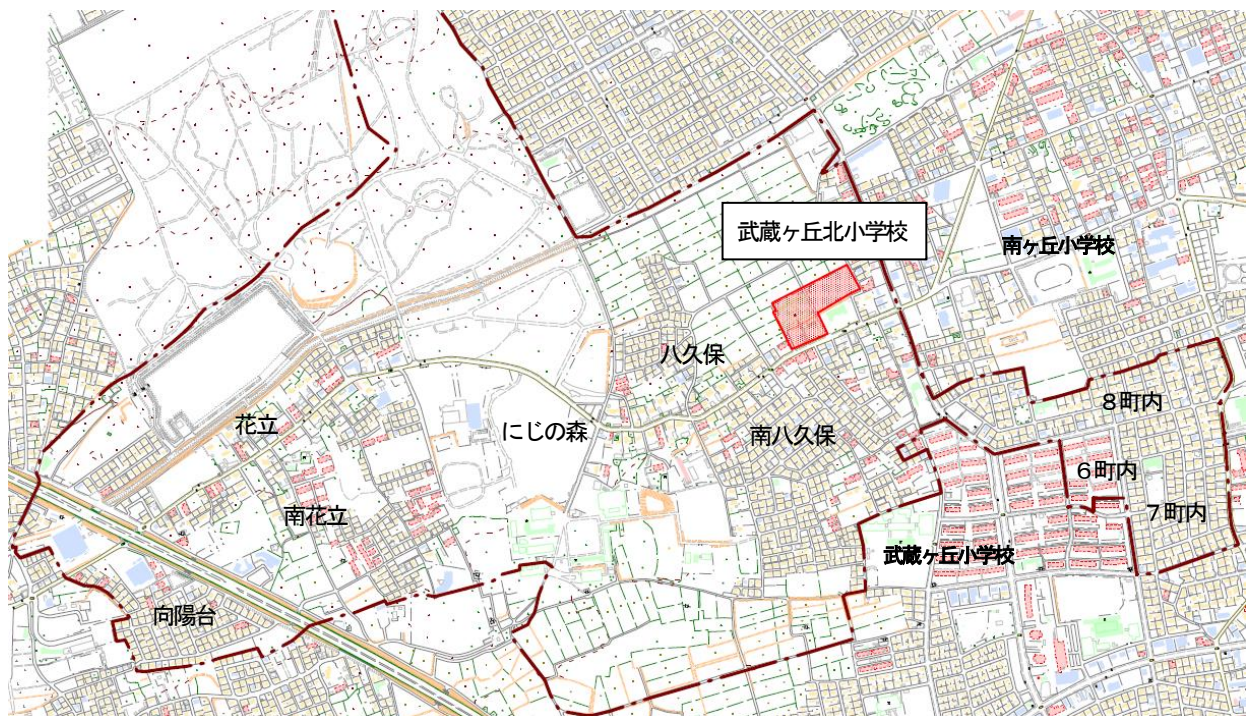 武蔵ヶ丘北小学校
南ヶ丘小学校
八久保
8町内
花立
にじの森
南八久保
6町内
南花立
7町内
武蔵ヶ丘小学校
向陽台